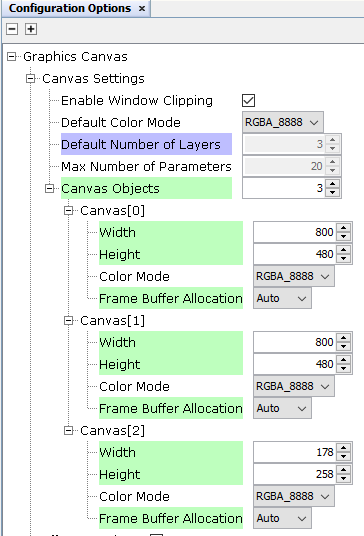 Configuration Options ×
Graphics Canvas
Canvas Settings
Enable Window Clipping
Default Color Mode RGBA_8888
Default Number of Layers 3
Max Number of Parameters 20
Canvas Objects 3
Canvas[0]
Width 800
Height 480
Color Mode RGBA_8888
Frame Buffer Allocation Auto
Canvas[1]
Width 800
Height 480
Color Mode RGBA_8888
Frame Buffer Allocation Auto
Canvas[2]
Width 178
Height 258
Color Mode RGBA_8888
Frame Buffer Allocation Auto